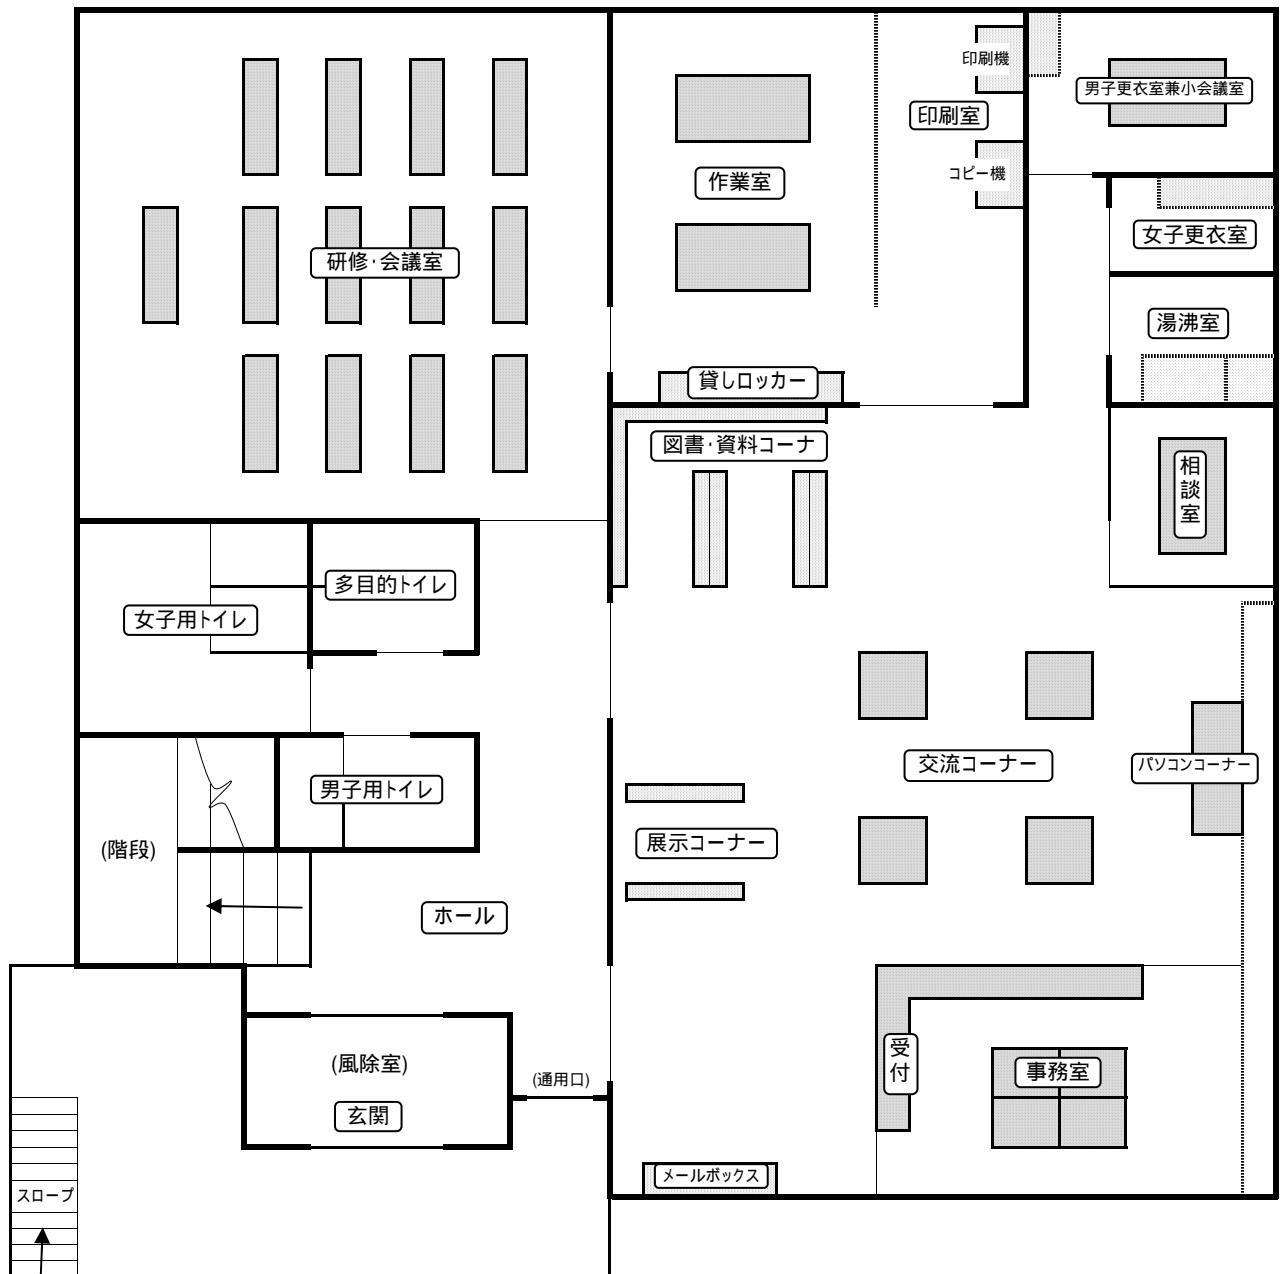 印刷機
男子更衣室兼小会議室
印刷室
コピー機
作業室
女子更衣室
研修･会議室
湯沸室
貸しロッカー
図書･資料コーナ
相談室
多目的トイレ
女子用トイレ
交流コーナー
パソコンコーナー
男子用トイレ
展示コーナー
(階段)
ホール
受付
(風除室)
事務室
(通用口)
玄関
メールボックス
スロープ